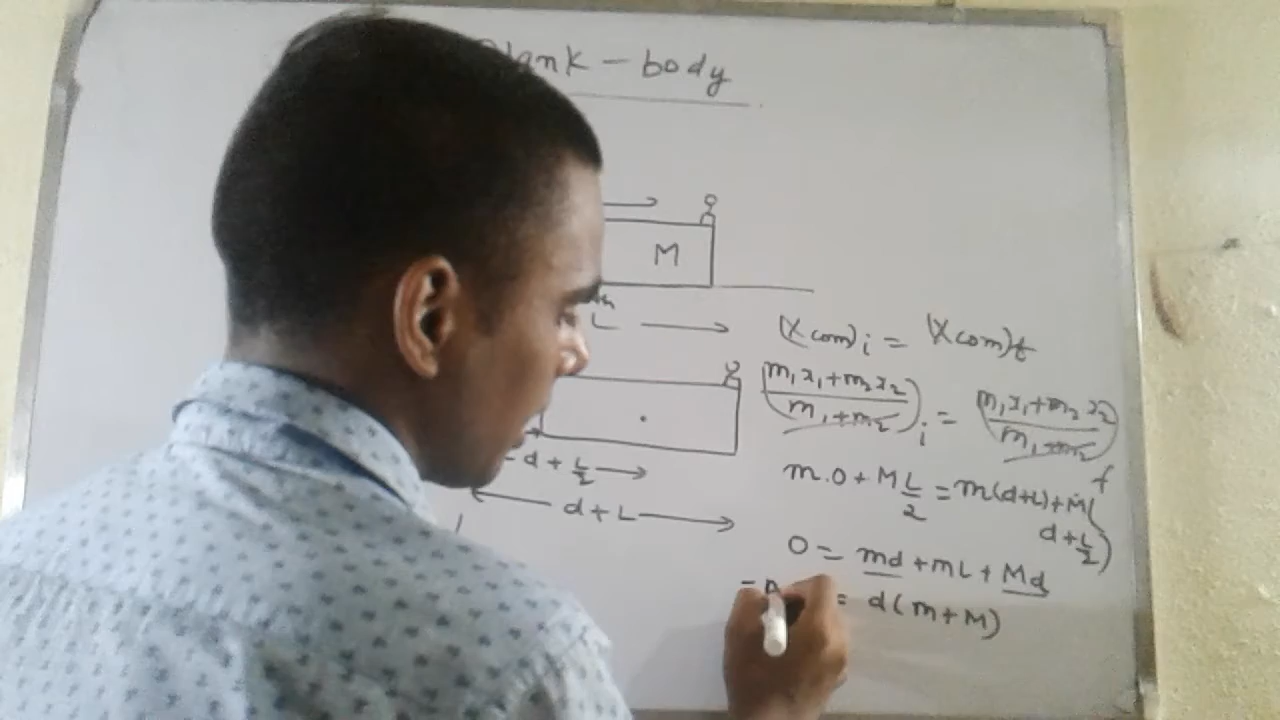 lank - body
M
L
(Xcom)i = (Xcom)f
(m₁x₁+m₂x₂ / m₁+m₂)i = (m₁x₁+m₂x₂ / m₁+m₂)f
d + L/2
m.0 + M L/2 = m(d+L)+M(d+L/2)
d+L
0 = md + mL + Md
= d(m+M)